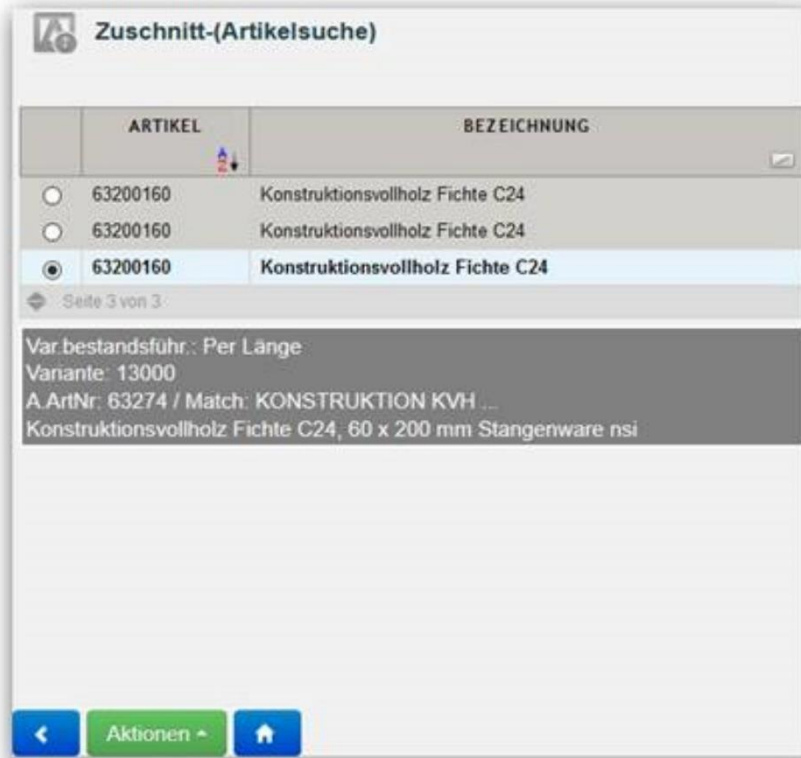 Zuschnitt-(Artikelsuche)
ARTIKEL BEZEICHNUNG
63200160 Konstruktionsvollholz Fichte C24
63200160 Konstruktionsvollholz Fichte C24
63200160 Konstruktionsvollholz Fichte C24
Seite 3 von 3
Var.bestandsführ.: Per Länge
Variante: 13000
A.ArtNr: 63274 / Match: KONSTRUKTION KVH ...
Konstruktionsvollholz Fichte C24, 60 x 200 mm Stangenware nsi
Aktionen